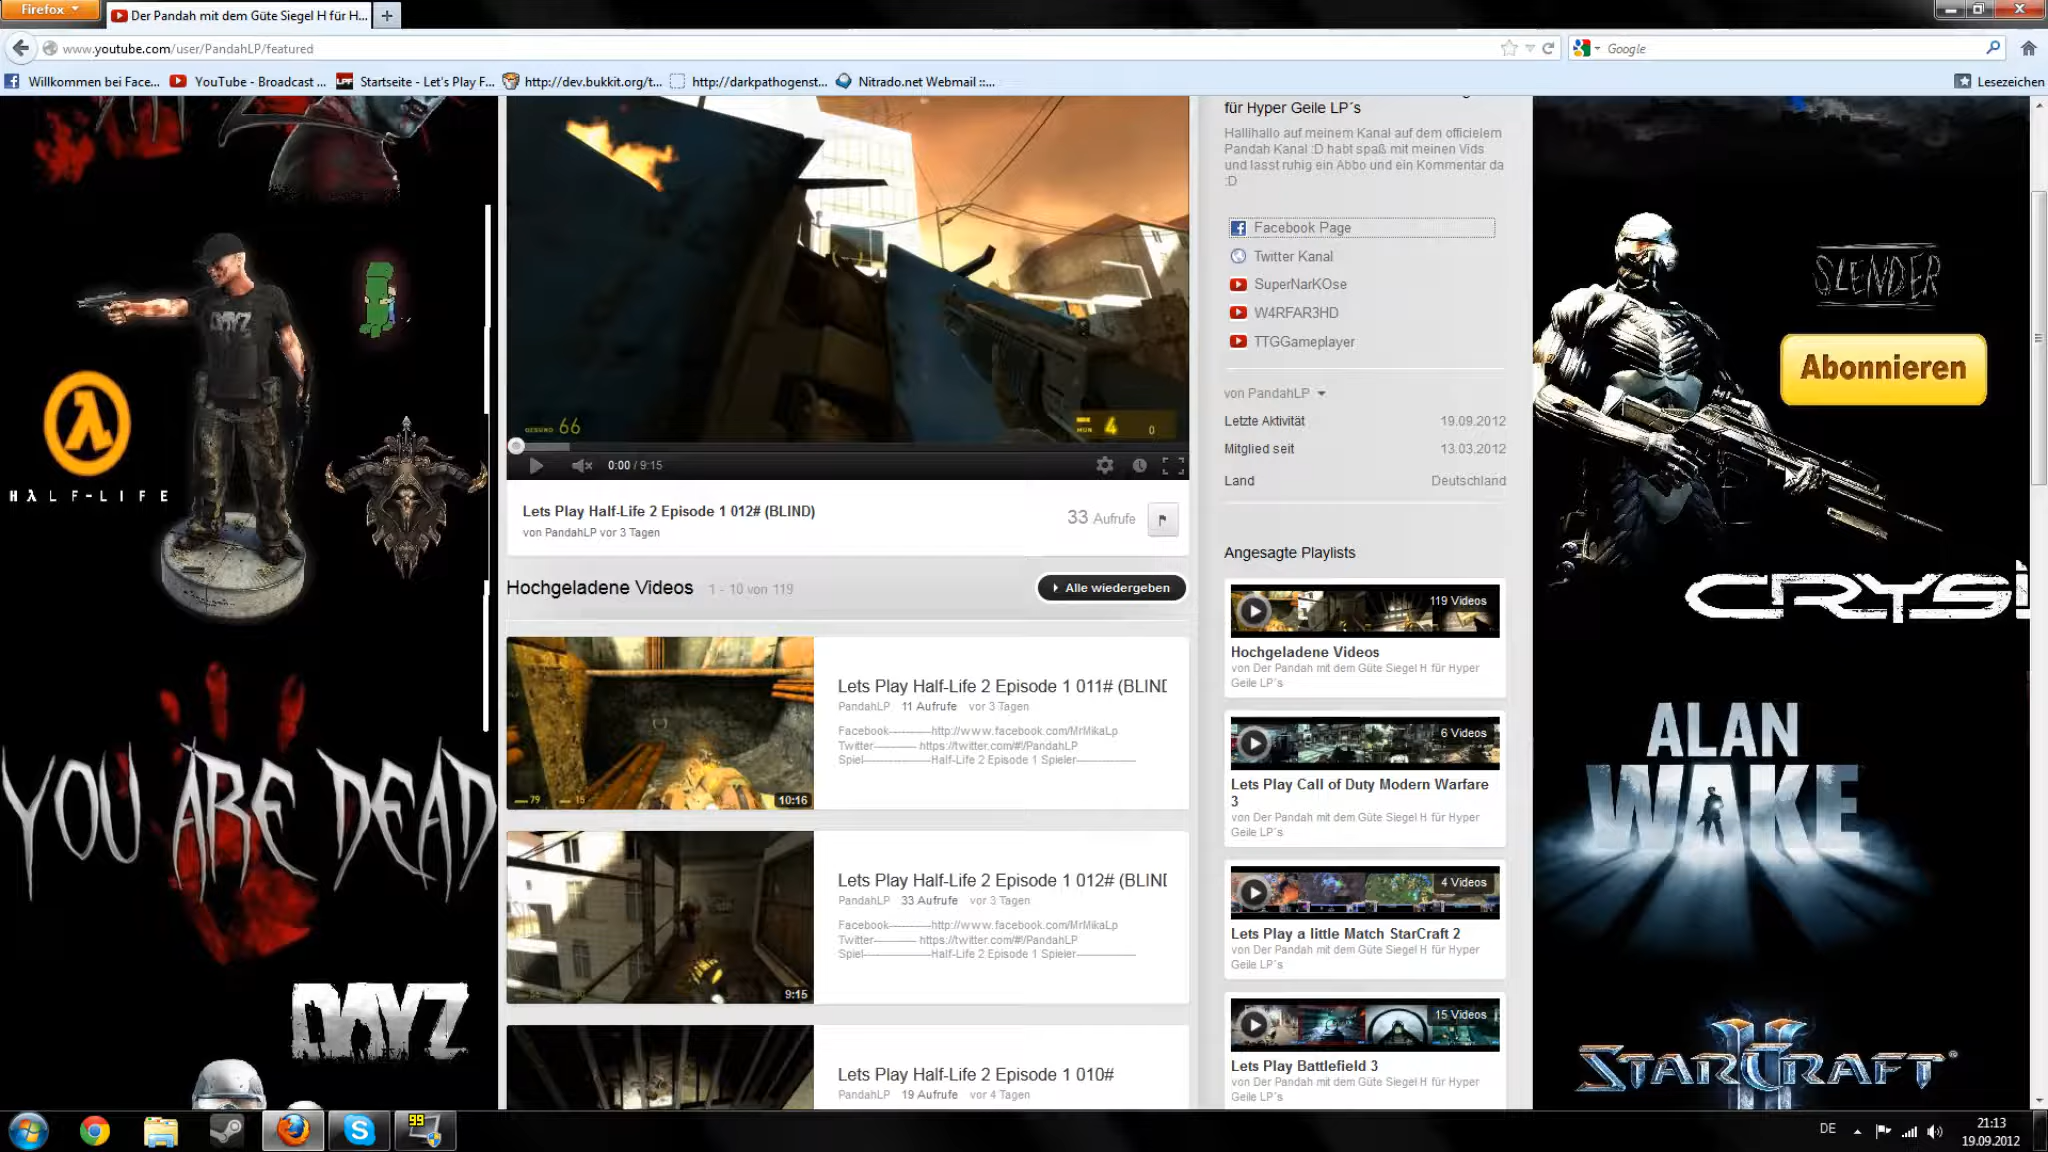 Firefox
Der Pandah mit dem Güte Siegel H für H...
www.youtube.com/user/PandahLP/featured
Google
Willkommen bei Face...
YouTube - Broadcast ...
Startseite - Let's Play F...
http://dev.bukkit.org/t...
http://darkpathogenst...
Nitrado.net Webmail ::...
Lesezeichen
DAYZ
HλLF-LIFE
YOU ARE DEAD
DAYZ
66
4
0
0:00 / 9:15
Lets Play Half-Life 2 Episode 1 012# (BLIND)
von PandahLP vor 3 Tagen
33 Aufrufe
Hochgeladene Videos 1 - 10 von 119
Alle wiedergeben
79 15
10:16
Lets Play Half-Life 2 Episode 1 011# (BLIND
PandahLP 11 Aufrufe vor 3 Tagen
Facebook------------http://www.facebook.com/MrMikaLp
Twitter------------ https://twitter.com/#!/PandahLP
Spiel-------------------Half-Life 2 Episode 1 Spieler-----------------
9:15
Lets Play Half-Life 2 Episode 1 012# (BLIND
PandahLP 33 Aufrufe vor 3 Tagen
Facebook------------http://www.facebook.com/MrMikaLp
Twitter------------ https://twitter.com/#!/PandahLP
Spiel-------------------Half-Life 2 Episode 1 Spieler-----------------
Lets Play Half-Life 2 Episode 1 010#
PandahLP 19 Aufrufe vor 4 Tagen
für Hyper Geile LP´s
Hallihallo auf meinem Kanal auf dem officielem
Pandah Kanal :D habt spaß mit meinen Vids
und lasst ruhig ein Abbo und ein Kommentar da
:D
Facebook Page
Twitter Kanal
SuperNarKOse
W4RFAR3HD
TTGGameplayer
von PandahLP
Letzte Aktivität 19.09.2012
Mitglied seit 13.03.2012
Land Deutschland
Angesagte Playlists
119 Videos
Hochgeladene Videos
von Der Pandah mit dem Güte Siegel H für Hyper
Geile LP´s
6 Videos
Lets Play Call of Duty Modern Warfare
3
von Der Pandah mit dem Güte Siegel H für Hyper
Geile LP´s
4 Videos
Lets Play a little Match StarCraft 2
von Der Pandah mit dem Güte Siegel H für Hyper
Geile LP´s
15 Videos
Lets Play Battlefield 3
von Der Pandah mit dem Güte Siegel H für Hyper
Geile LP´s
SLENDER
Abonnieren
CRYSI
ALAN
WAKE
STARCRAFT
II
99
DE
21:13
19.09.2012